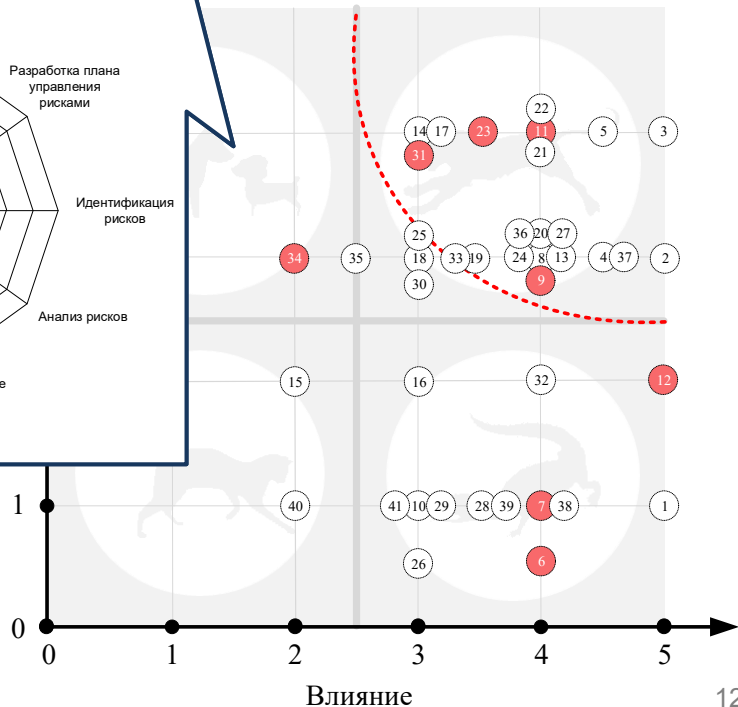 Разработка плана
управления
рисками
Идентификация
рисков
Анализ рисков
е
22
14 17 23 11 5 3
31 21
36 20 27
25
34 35 18 33 19 24 8 13 4 37 2
30 9
15 16 32 12
1 40 41 10 29 28 39 7 38 1
26 6
0
0 1 2 3 4 5
Влияние
12